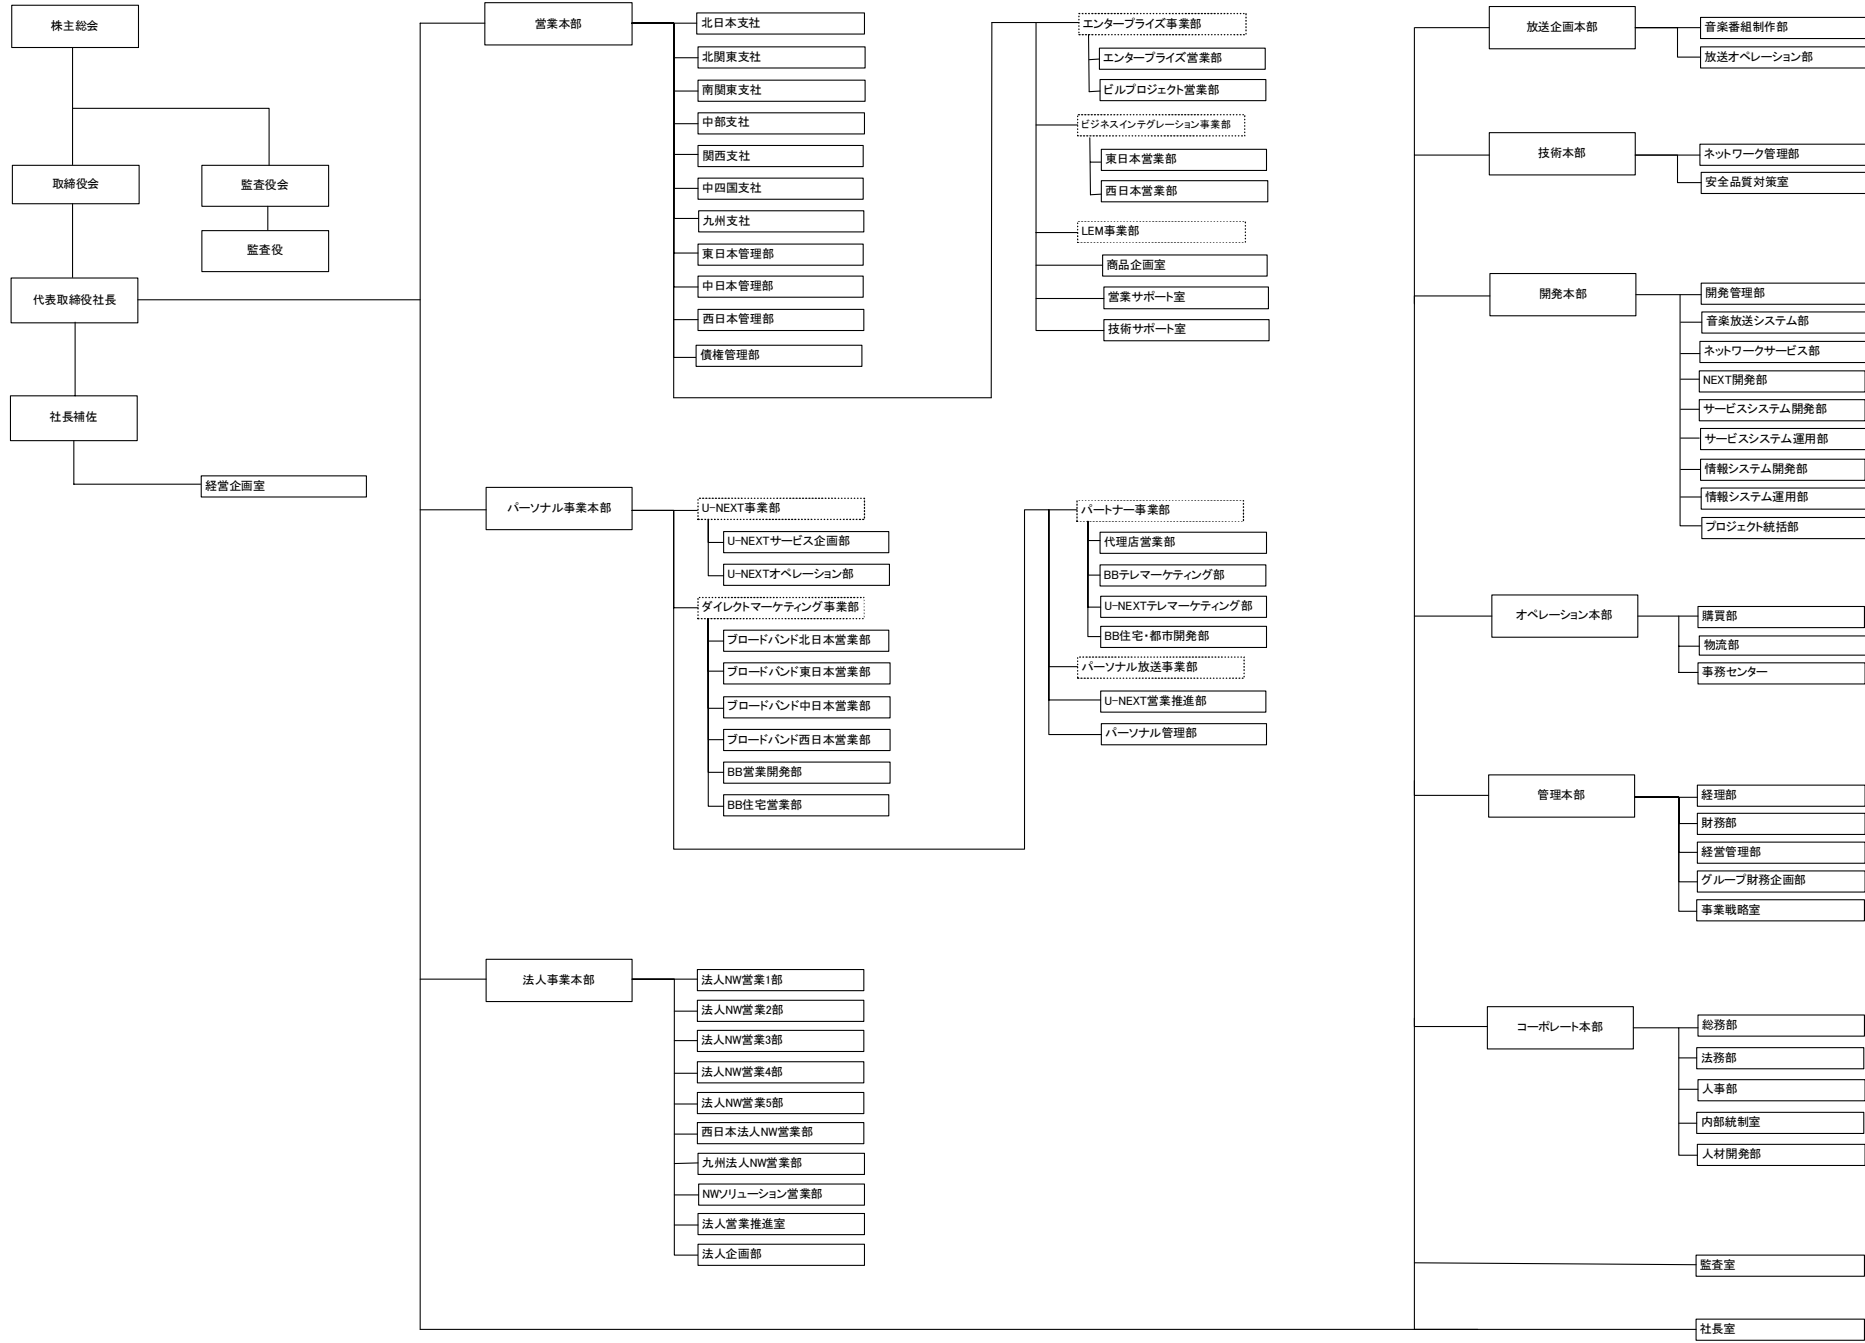 株主総会
取締役会
監査役会
監査役
代表取締役社長
社長補佐
経営企画室
営業本部
北日本支社
北関東支社
南関東支社
中部支社
関西支社
中四国支社
九州支社
東日本管理部
中日本管理部
西日本管理部
債権管理部
エンタープライズ事業部
エンタープライズ営業部
ビルプロジェクト営業部
ビジネスインテグレーション事業部
東日本営業部
西日本営業部
LEM事業部
商品企画室
営業サポート室
技術サポート室
パーソナル事業本部
U-NEXT事業部
U-NEXTサービス企画部
U-NEXTオペレーション部
ダイレクトマーケティング事業部
ブロードバンド北日本営業部
ブロードバンド東日本営業部
ブロードバンド中日本営業部
ブロードバンド西日本営業部
BB営業開発部
BB住宅営業部
パートナー事業部
代理店営業部
BBテレマーケティング部
U-NEXTテレマーケティング部
BB住宅・都市開発部
パーソナル放送事業部
U-NEXT営業推進部
パーソナル管理部
法人事業本部
法人NW営業1部
法人NW営業2部
法人NW営業3部
法人NW営業4部
法人NW営業5部
西日本法人NW営業部
九州法人NW営業部
NWソリューション営業部
法人営業推進室
法人企画部
放送企画本部
音楽番組制作部
放送オペレーション部
技術本部
ネットワーク管理部
安全品質対策室
開発本部
開発管理部
音楽放送システム部
ネットワークサービス部
NEXT開発部
サービスシステム開発部
サービスシステム運用部
情報システム開発部
情報システム運用部
プロジェクト統括部
オペレーション本部
購買部
物流部
事務センター
管理本部
経理部
財務部
経営管理部
グループ財務企画部
事業戦略室
コーポレート本部
総務部
法務部
人事部
内部統制室
人材開発部
監査室
社長室